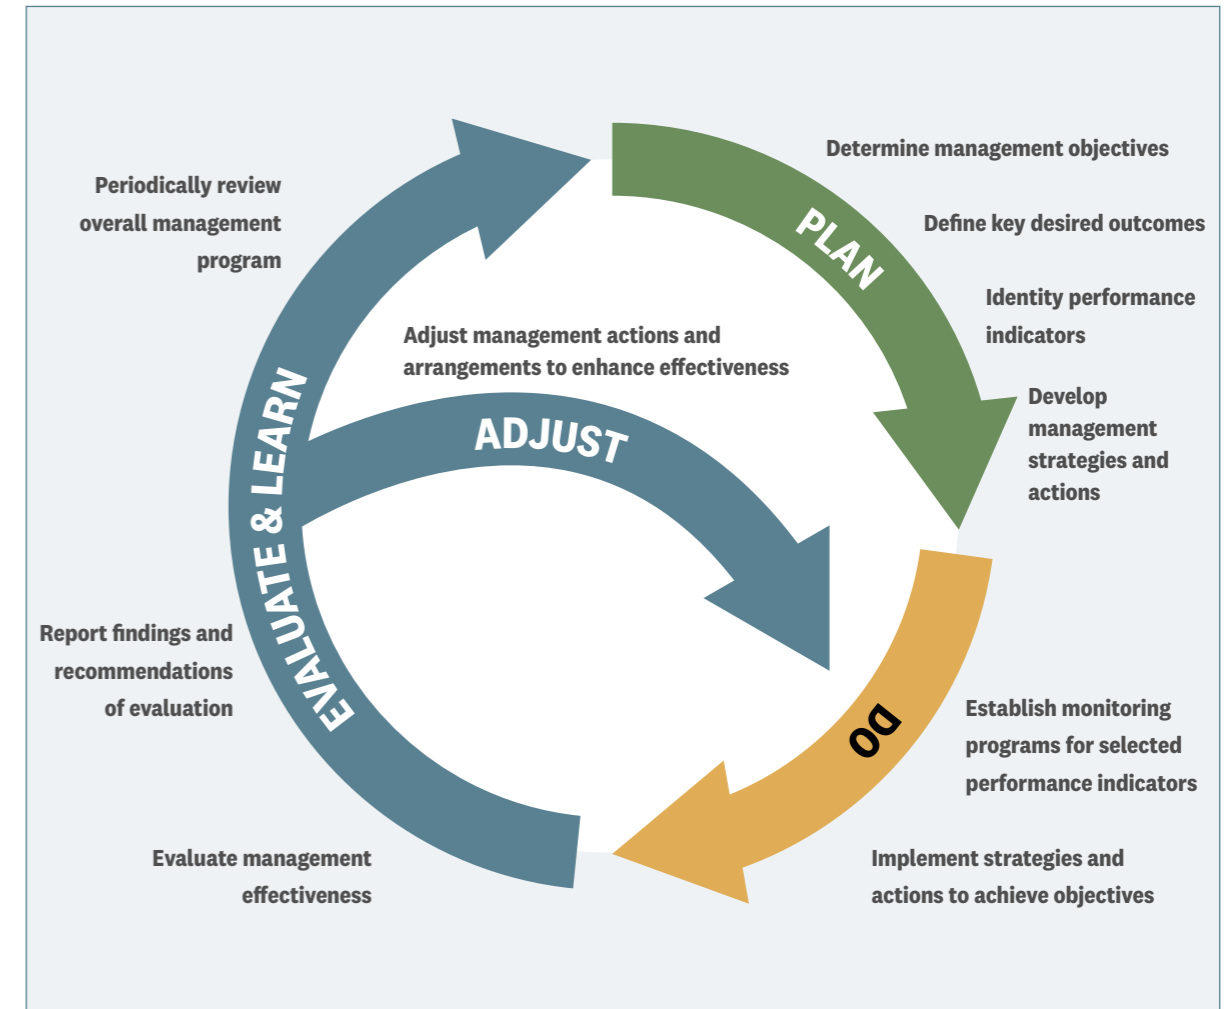 PLAN
Determine management objectives
Define key desired outcomes
Identity performance
indicators
Develop
management
strategies and
actions
DO
Establish monitoring
programs for selected
performance indicators
Implement strategies and
actions to achieve objectives
EVALUATE & LEARN
Evaluate management
effectiveness
Report findings and
recommendations
of evaluation
Periodically review
overall management
program
ADJUST
Adjust management actions and
arrangements to enhance effectiveness